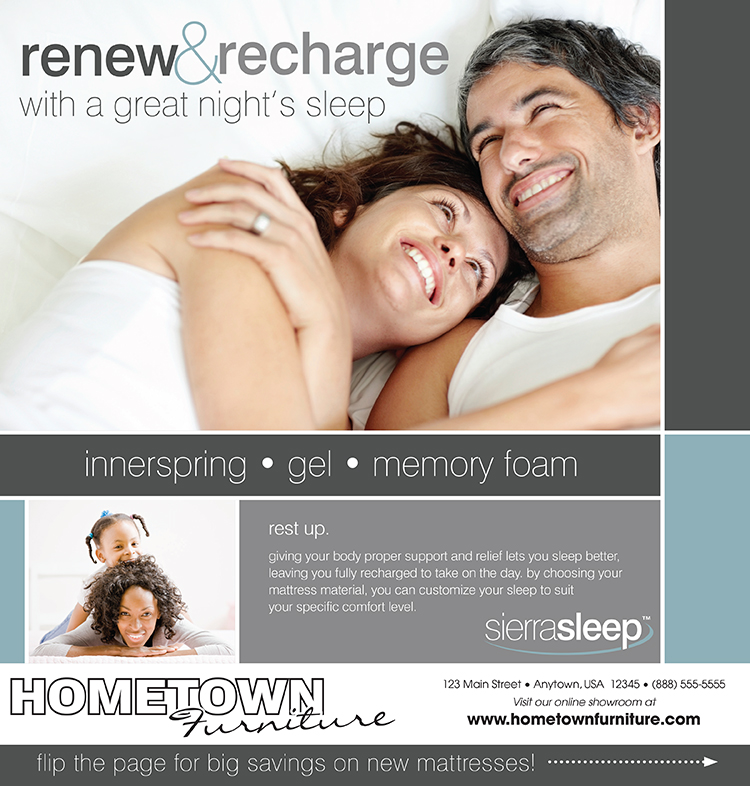 renew&recharge
with a great night's sleep
innerspring • gel • memory foam
rest up.
giving your body proper support and relief lets you sleep better,
leaving you fully recharged to take on the day. by choosing your
mattress material, you can customize your sleep to suit
your specific comfort level.
sierrasleep™
HOMETOWN
Furniture
123 Main Street • Anytown, USA 12345 • (888) 555-5555
Visit our online showroom at
www.hometownfurniture.com
flip the page for big savings on new mattresses!